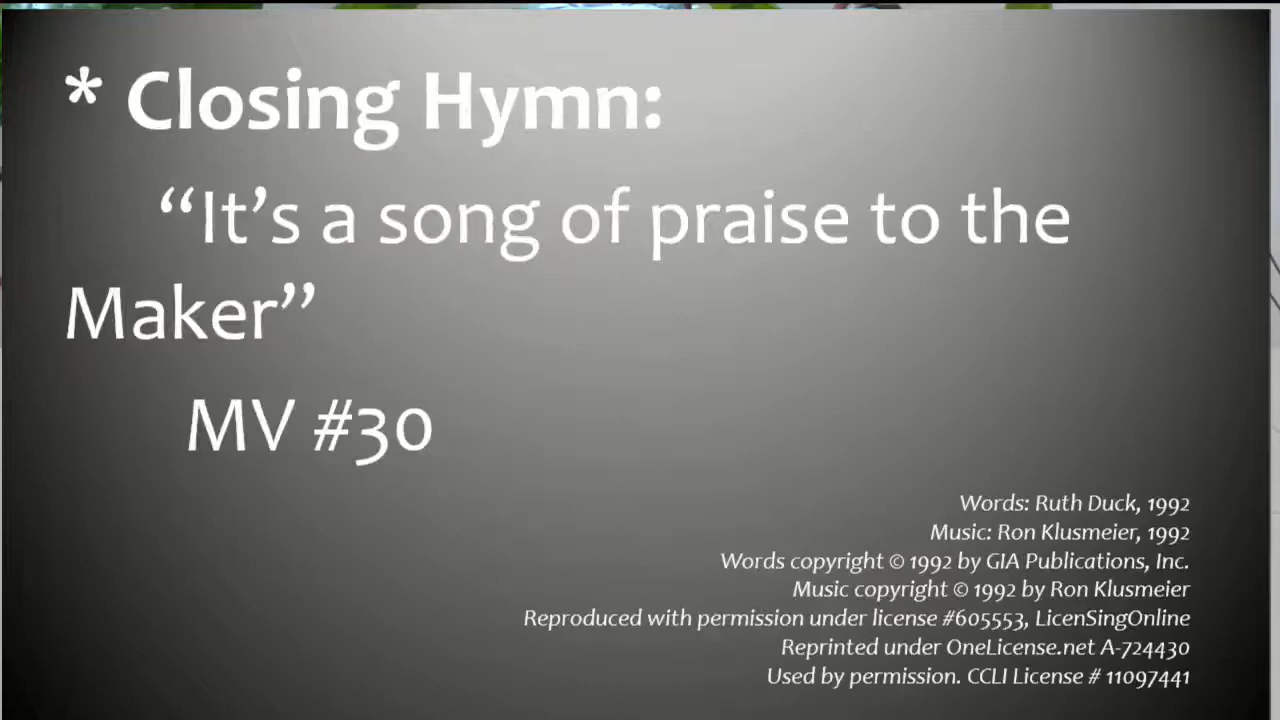 * Closing Hymn:
“It’s a song of praise to the
Maker”
MV #30
Words: Ruth Duck, 1992
Music: Ron Klusmeier, 1992
Words copyright © 1992 by GIA Publications, Inc.
Music copyright © 1992 by Ron Klusmeier
Reproduced with permission under license #605553, LicenSingOnline
Reprinted under OneLicense.net A-724430
Used by permission. CCLI License # 11097441